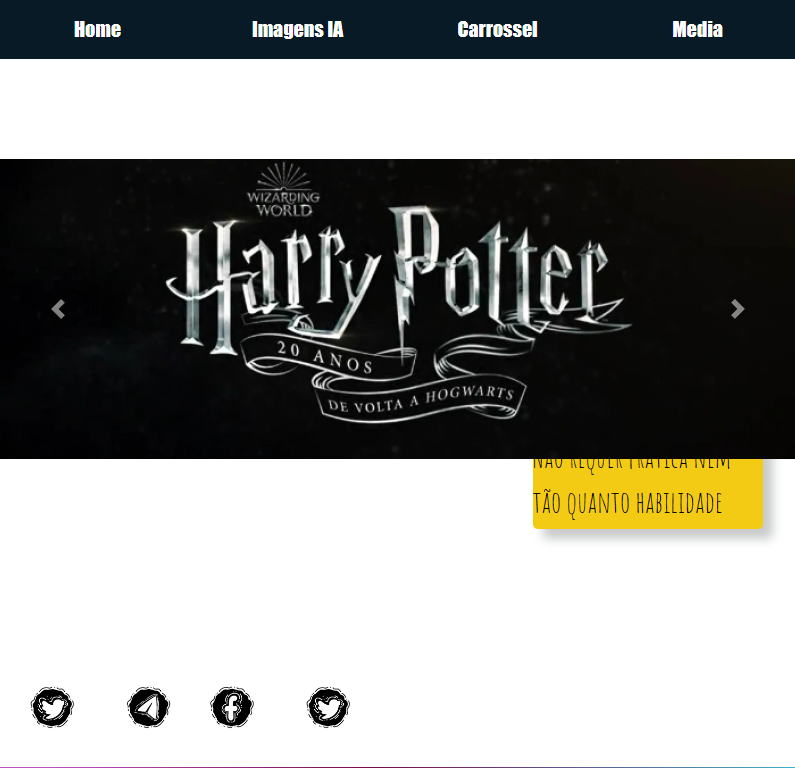 Home
Imagens IA
Carrossel
Media
WIZARDING
WORLD
Harry Potter
20 ANOS
DE VOLTA A HOGWARTS
NÃO REQUER PRÁTICA NEM
TÃO QUANTO HABILIDADE